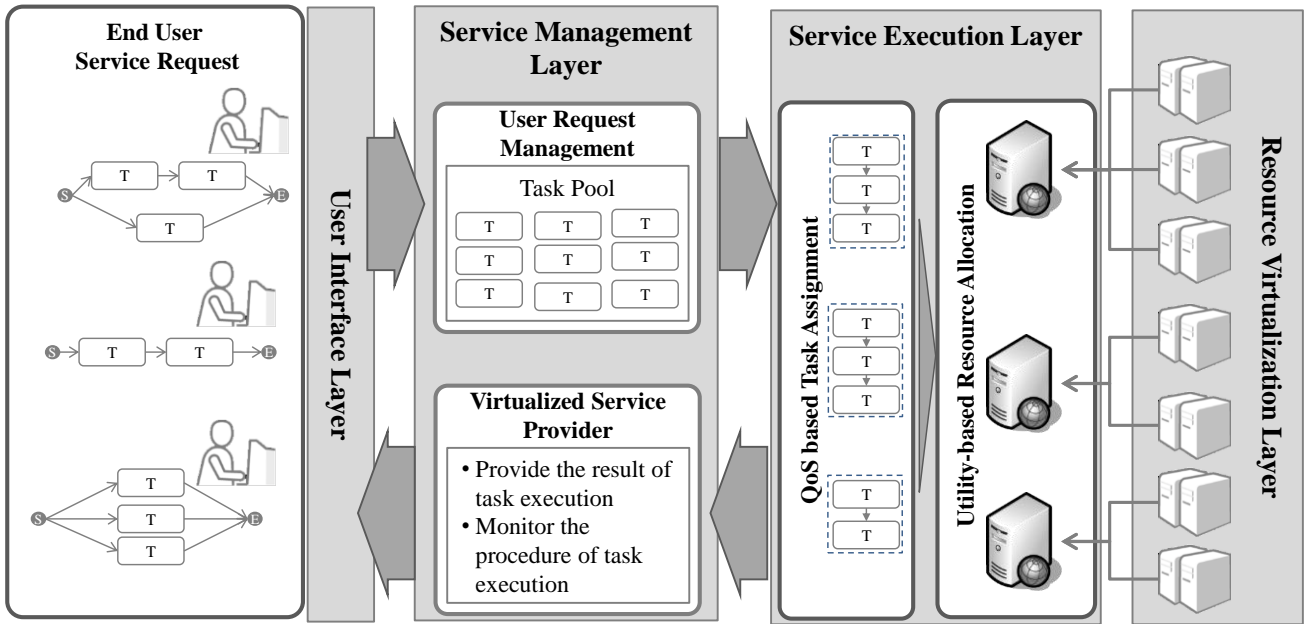 End User
Service Request
T
T
S
E
T
S
T
T
E
T
S
T
E
T
User Interface Layer
Service Management
Layer
User Request
Management
Task Pool
T
T
T
T
T
T
T
T
T
Virtualized Service
Provider
• Provide the result of
task execution
• Monitor the
procedure of task
execution
Service Execution Layer
QoS based Task Assignment
T
T
T
T
T
T
T
T
Utility-based Resource Allocation
Resource Virtualization Layer